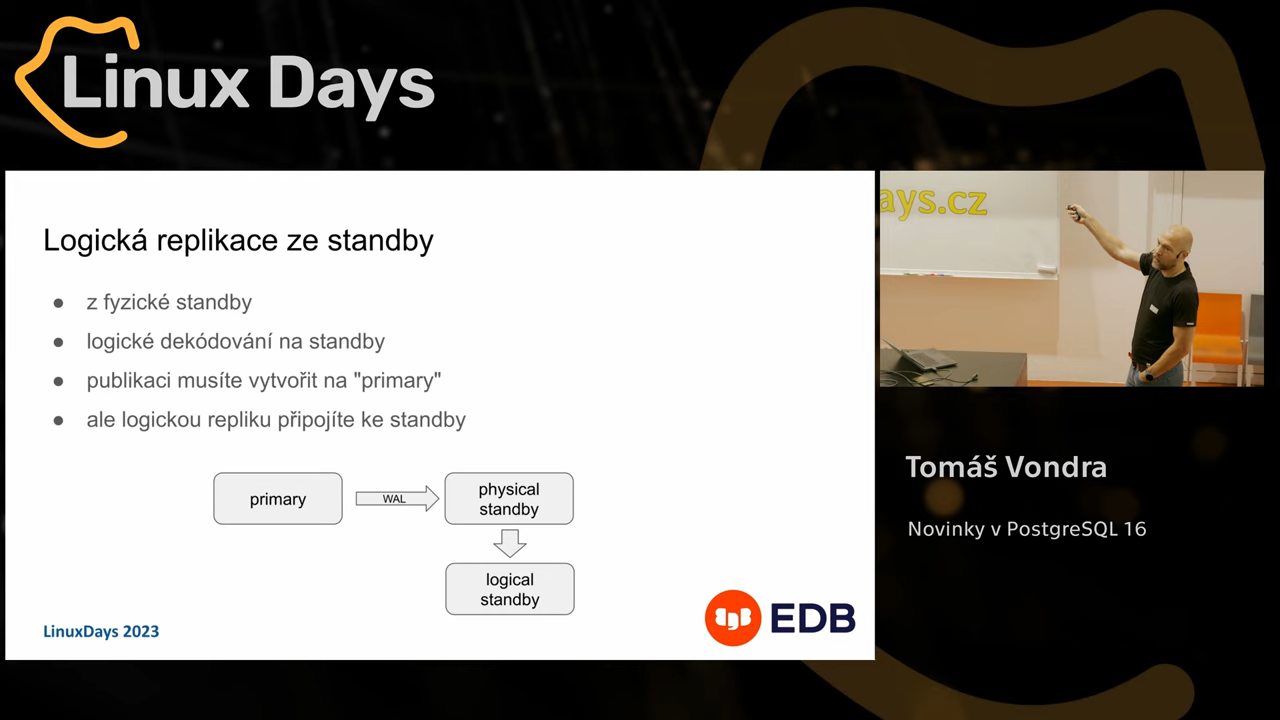 Linux Days
Logická replikace ze standby
● z fyzické standby
● logické dekódování na standby
● publikaci musíte vytvořit na "primary"
● ale logickou repliku připojíte ke standby
primary
WAL
physical
standby
logical
standby
LinuxDays 2023
EDB
ays.cz
Tomáš Vondra
Novinky v PostgreSQL 16